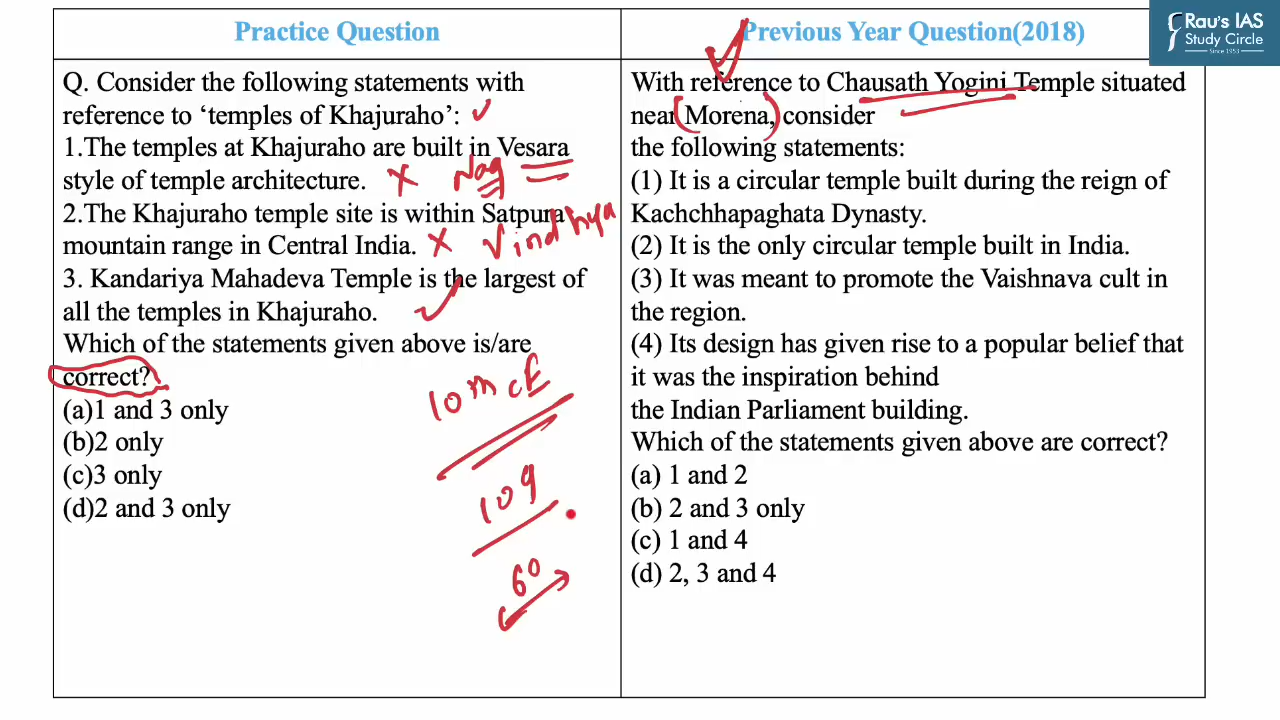 Practice Question
Q. Consider the following statements with
reference to ‘temples of Khajuraho’:
1.The temples at Khajuraho are built in Vesara
style of temple architecture.
Nag
2.The Khajuraho temple site is within Satpura
mountain range in Central India.
Vindhya
3. Kandariya Mahadeva Temple is the largest of
all the temples in Khajuraho.
Which of the statements given above is/are
correct?
(a)1 and 3 only
(b)2 only
(c)3 only
(d)2 and 3 only
10th CE
109
60
Previous Year Question(2018)
With reference to Chausath Yogini Temple situated
near Morena, consider
the following statements:
(1) It is a circular temple built during the reign of
Kachchhapaghata Dynasty.
(2) It is the only circular temple built in India.
(3) It was meant to promote the Vaishnava cult in
the region.
(4) Its design has given rise to a popular belief that
it was the inspiration behind
the Indian Parliament building.
Which of the statements given above are correct?
(a) 1 and 2
(b) 2 and 3 only
(c) 1 and 4
(d) 2, 3 and 4
Rau's IAS
Study Circle
Since 1953